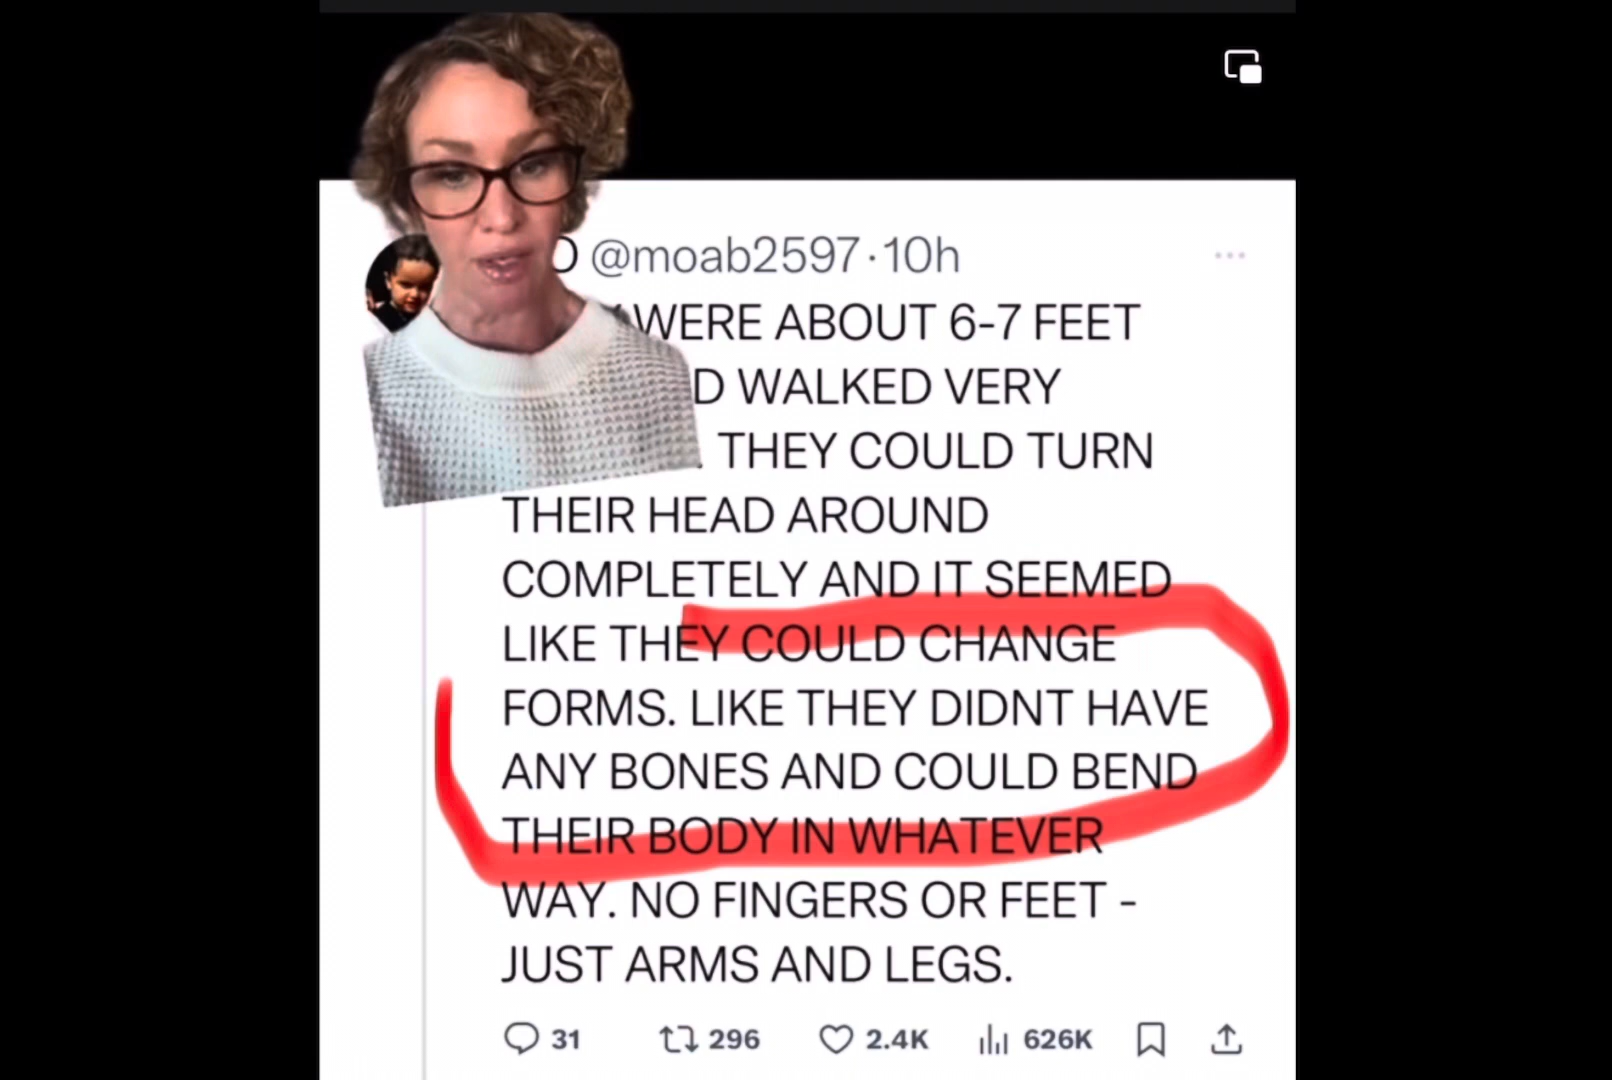 @moab2597·10h
WERE ABOUT 6-7 FEET
WALKED VERY
THEY COULD TURN
THEIR HEAD AROUND
COMPLETELY AND IT SEEMED
LIKE THEY COULD CHANGE
FORMS. LIKE THEY DIDNT HAVE
ANY BONES AND COULD BEND
THEIR BODY IN WHATEVER
WAY. NO FINGERS OR FEET -
JUST ARMS AND LEGS.
31 296 2.4K 626K